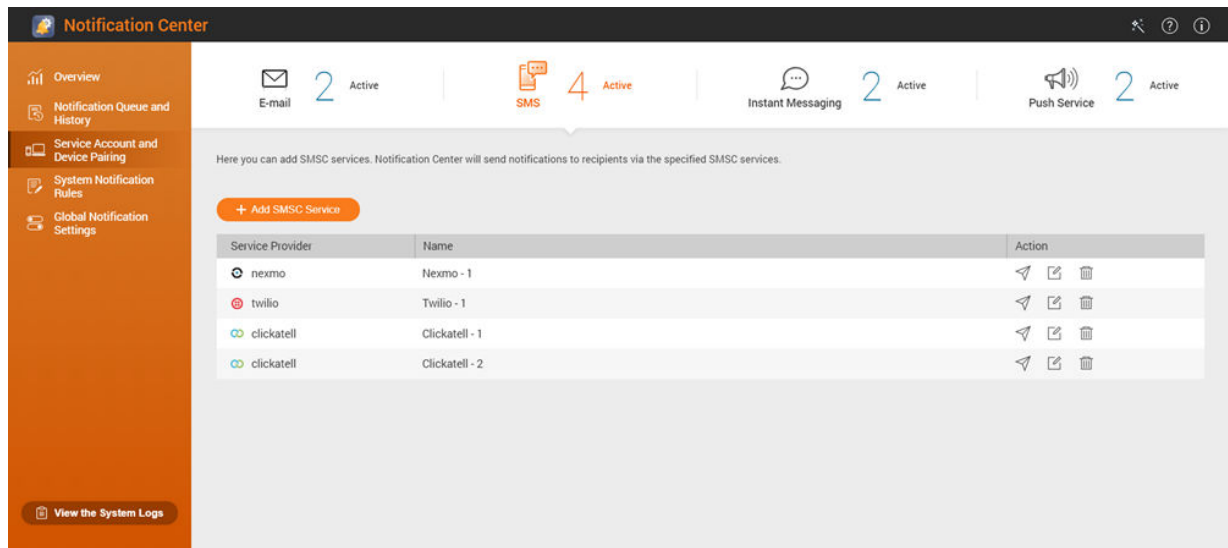 Notification Center
Overview
Notification Queue and
History
Service Account and
Device Pairing
System Notification
Rules
Global Notification
Settings
View the System Logs
E-mail 2 Active
SMS 4 Active
Instant Messaging 2 Active
Push Service 2 Active
Here you can add SMSC services. Notification Center will send notifications to recipients via the specified SMSC services.
+ Add SMSC Service
Service Provider Name Action
nexmo Nexmo - 1
twilio Twilio - 1
clickatell Clickatell - 1
clickatell Clickatell - 2